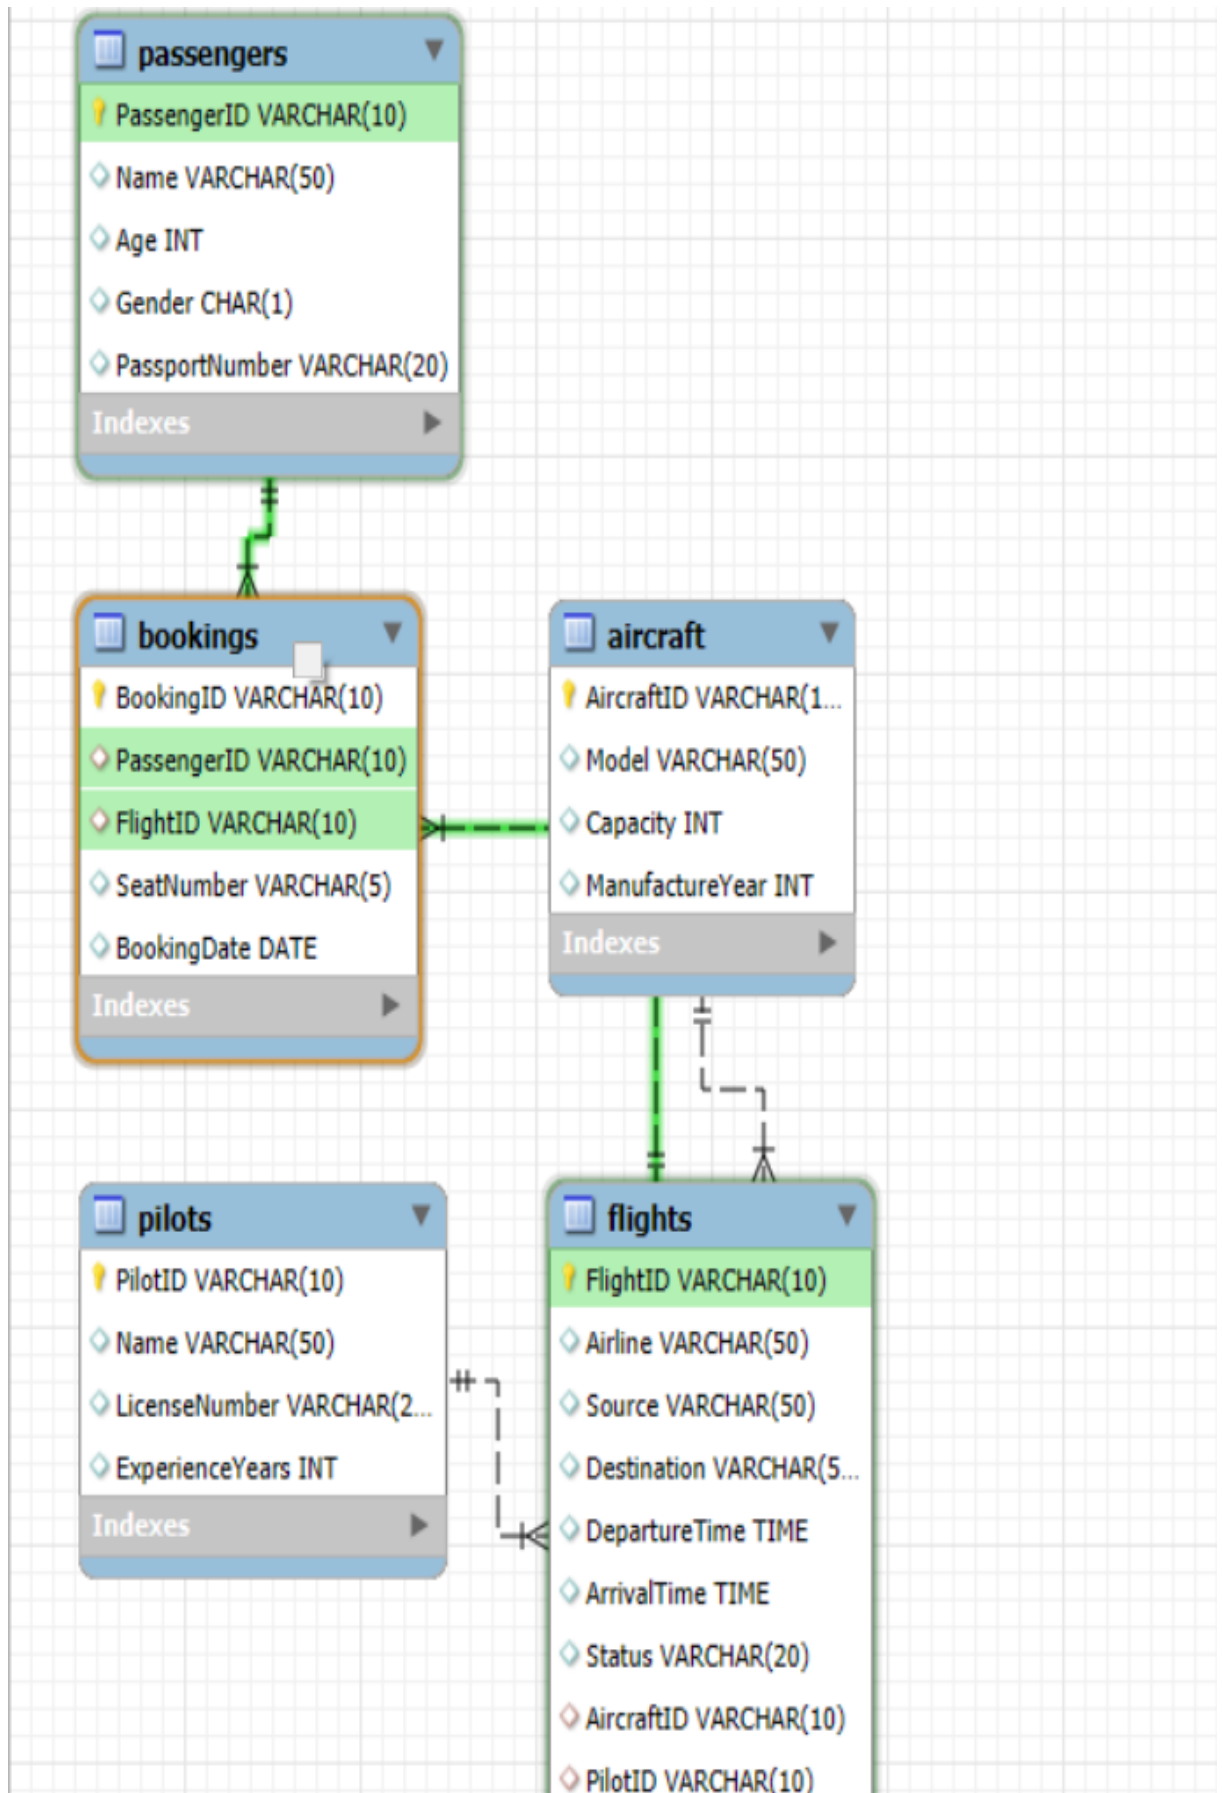 passengers
PassengerID VARCHAR(10)
Name VARCHAR(50)
Age INT
Gender CHAR(1)
PassportNumber VARCHAR(20)
Indexes
bookings
BookingID VARCHAR(10)
PassengerID VARCHAR(10)
FlightID VARCHAR(10)
SeatNumber VARCHAR(5)
BookingDate DATE
Indexes
aircraft
AircraftID VARCHAR(1...
Model VARCHAR(50)
Capacity INT
ManufactureYear INT
Indexes
pilots
PilotID VARCHAR(10)
Name VARCHAR(50)
LicenseNumber VARCHAR(2...
ExperienceYears INT
Indexes
flights
FlightID VARCHAR(10)
Airline VARCHAR(50)
Source VARCHAR(50)
Destination VARCHAR(5...
DepartureTime TIME
ArrivalTime TIME
Status VARCHAR(20)
AircraftID VARCHAR(10)
PilotID VARCHAR(10)